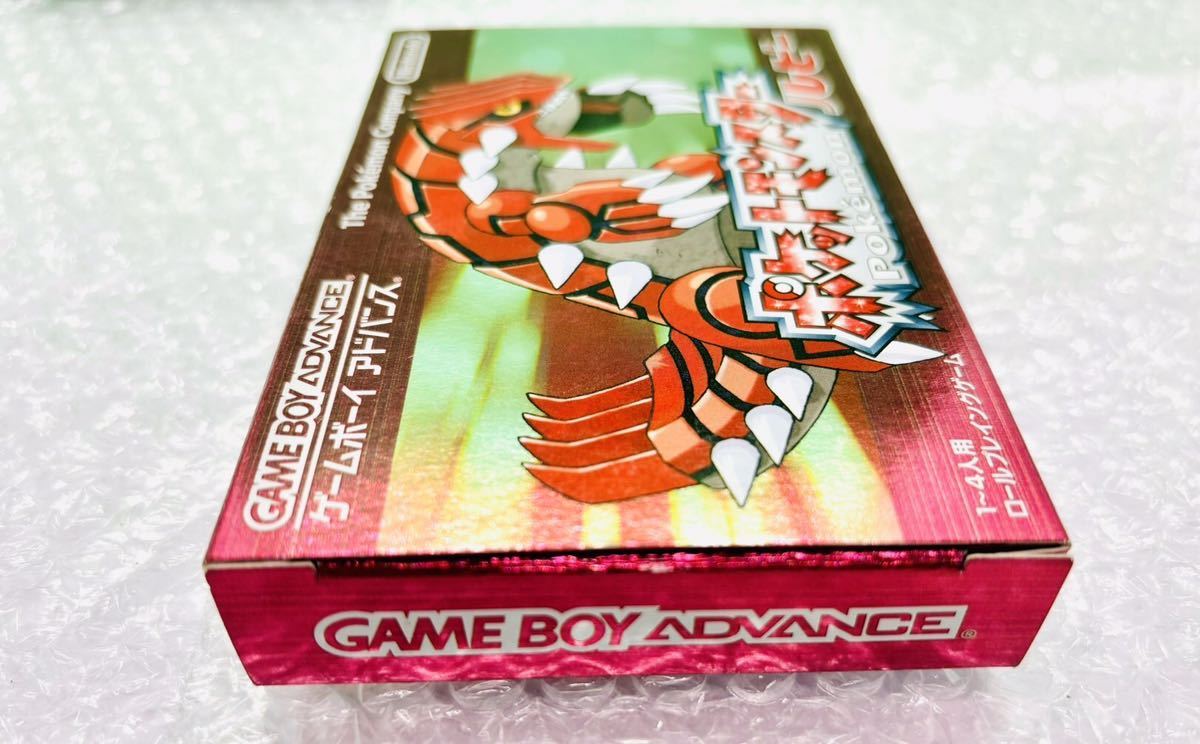 The Pokémon Company
Nintendo
GAME BOY ADVANCE®
ゲームボーイ アドバンス®
ポケットモンスター
Pokémon
ルビー
1~4人用
ロールプレイングゲーム
GAME BOY ADVANCE®